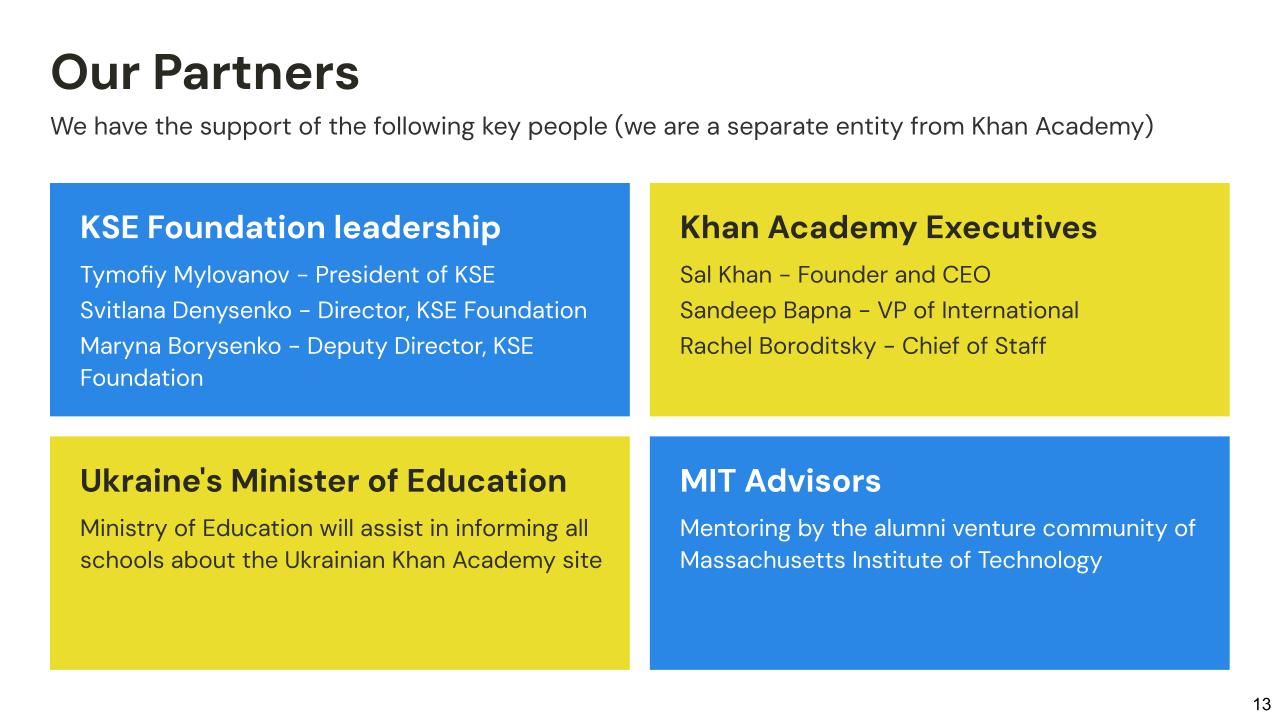 Our Partners
We have the support of the following key people (we are a separate entity from Khan Academy)
KSE Foundation leadership
Tymofiy Mylovanov – President of KSE
Svitlana Denysenko – Director, KSE Foundation
Maryna Borysenko – Deputy Director, KSE
Foundation
Khan Academy Executives
Sal Khan – Founder and CEO
Sandeep Bapna – VP of International
Rachel Boroditsky – Chief of Staff
Ukraine's Minister of Education
Ministry of Education will assist in informing all
schools about the Ukrainian Khan Academy site
MIT Advisors
Mentoring by the alumni venture community of
Massachusetts Institute of Technology
13